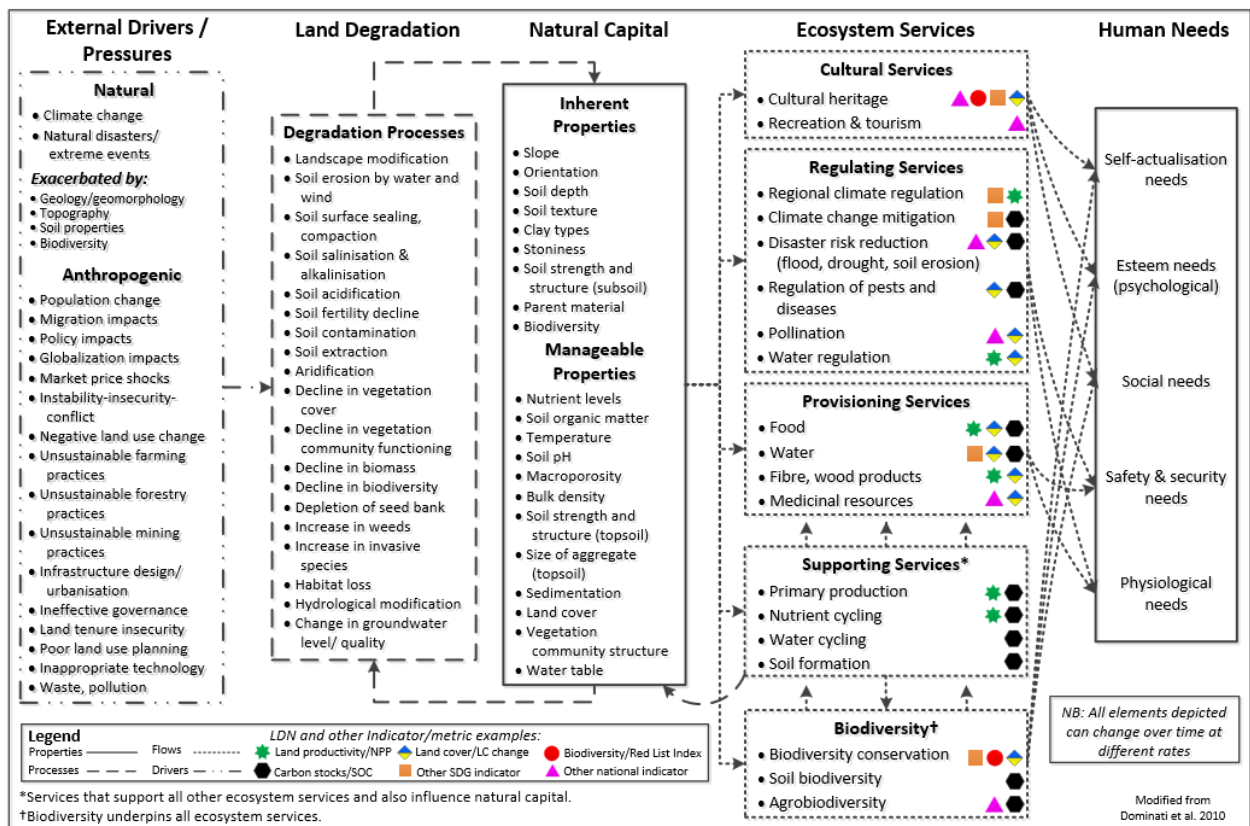 External Drivers /
Pressures
Natural
• Climate change
• Natural disasters/
extreme events
Exacerbated by:
• Geology/geomorphology
• Topography
• Soil properties
• Biodiversity
Anthropogenic
• Population change
• Migration impacts
• Policy impacts
• Globalization impacts
• Market price shocks
• Instability-insecurity-
conflict
• Negative land use change
• Unsustainable farming
practices
• Unsustainable forestry
practices
• Unsustainable mining
practices
• Infrastructure design/
urbanisation
• Ineffective governance
• Land tenure insecurity
• Poor land use planning
• Inappropriate technology
• Waste, pollution
Land Degradation
Degradation Processes
• Landscape modification
• Soil erosion by water and
wind
• Soil surface sealing,
compaction
• Soil salinisation &
alkalinisation
• Soil acidification
• Soil fertility decline
• Soil contamination
• Soil extraction
• Aridification
• Decline in vegetation
cover
• Decline in vegetation
community functioning
• Decline in biomass
• Decline in biodiversity
• Depletion of seed bank
• Increase in weeds
• Increase in invasive
species
• Habitat loss
• Hydrological modification
• Change in groundwater
level/ quality
Natural Capital
Inherent
Properties
• Slope
• Orientation
• Soil depth
• Soil texture
• Clay types
• Stoniness
• Soil strength and
structure (subsoil)
• Parent material
• Biodiversity
Manageable
Properties
• Nutrient levels
• Soil organic matter
• Temperature
• Soil pH
• Macroporosity
• Bulk density
• Soil strength and
structure (topsoil)
• Size of aggregate
(topsoil)
• Sedimentation
• Land cover
• Vegetation
community structure
• Water table
Ecosystem Services
Cultural Services
• Cultural heritage
• Recreation & tourism
Regulating Services
• Regional climate regulation
• Climate change mitigation
• Disaster risk reduction
(flood, drought, soil erosion)
• Regulation of pests and
diseases
• Pollination
• Water regulation
Provisioning Services
• Food
• Water
• Fibre, wood products
• Medicinal resources
Supporting Services*
• Primary production
• Nutrient cycling
• Water cycling
• Soil formation
Biodiversity†
• Biodiversity conservation
• Soil biodiversity
• Agrobiodiversity
Human Needs
Self-actualisation
needs
Esteem needs
(psychological)
Social needs
Safety & security
needs
Physiological
needs
NB: All elements depicted
can change over time at
different rates
Legend
LDN and other Indicator/metric examples:
Properties Flows Land productivity/NPP Land cover/LC change Biodiversity/Red List Index
Processes Drivers Carbon stocks/SOC Other SDG indicator Other national indicator
*Services that support all other ecosystem services and also influence natural capital.
†Biodiversity underpins all ecosystem services.
Modified from
Dominati et al. 2010